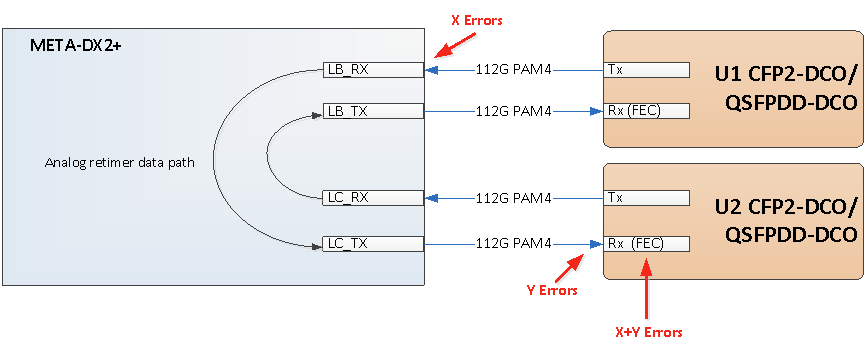 X Errors
META-DX2+
LB_RX
112G PAM4
Tx
U1 CFP2-DCO/
QSFPDD-DCO
LB_TX
112G PAM4
Rx (FEC)
Analog retimer data path
LC_RX
112G PAM4
Tx
U2 CFP2-DCO/
QSFPDD-DCO
LC_TX
112G PAM4
Rx (FEC)
Y Errors
X+Y Errors